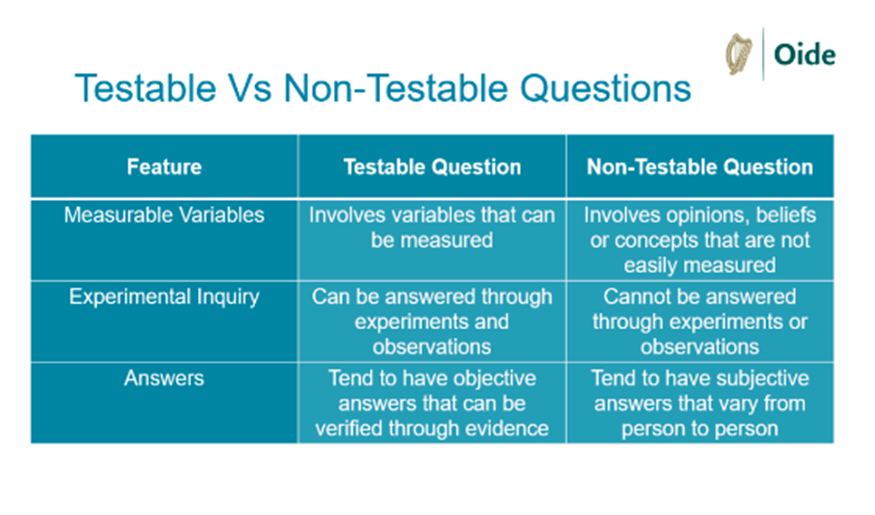 Oide
Testable Vs Non-Testable Questions
Feature
Testable Question
Non-Testable Question
Measurable Variables
Involves variables that can
be measured
Involves opinions, beliefs
or concepts that are not
easily measured
Experimental Inquiry
Can be answered through
experiments and
observations
Cannot be answered
through experiments or
observations
Answers
Tend to have objective
answers that can be
verified through evidence
Tend to have subjective
answers that vary from
person to person